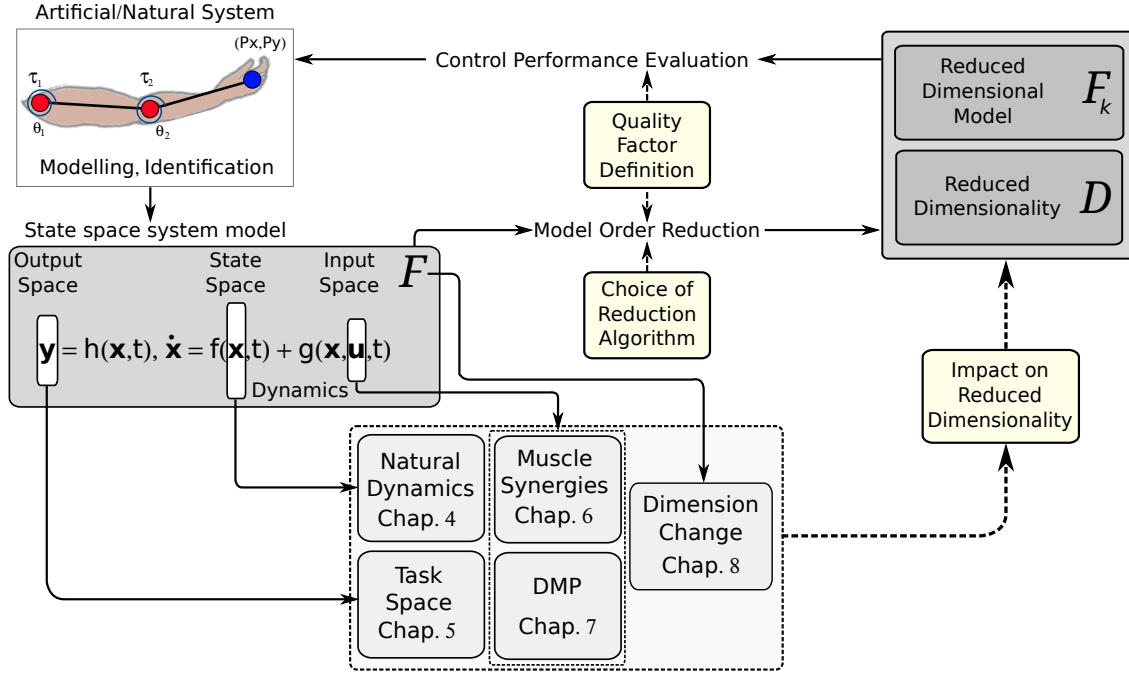 Artificial/Natural System
(Px,Py)
τ1
τ2
θ1
θ2
Modelling, Identification
Control Performance Evaluation
Quality
Factor
Definition
Reduced
Dimensional
Model
Fk
Reduced
Dimensionality
D
State space system model
Model Order Reduction
Output
Space
State
Space
Input
Space
F
y = h(x,t), ẋ = f(x,t) + g(x,u,t)
Dynamics
Choice of
Reduction
Algorithm
Impact on
Reduced
Dimensionality
Natural
Dynamics
Chap. 4
Muscle
Synergies
Chap. 6
Dimension
Change
Chap. 8
Task
Space
Chap. 5
DMP
Chap. 7